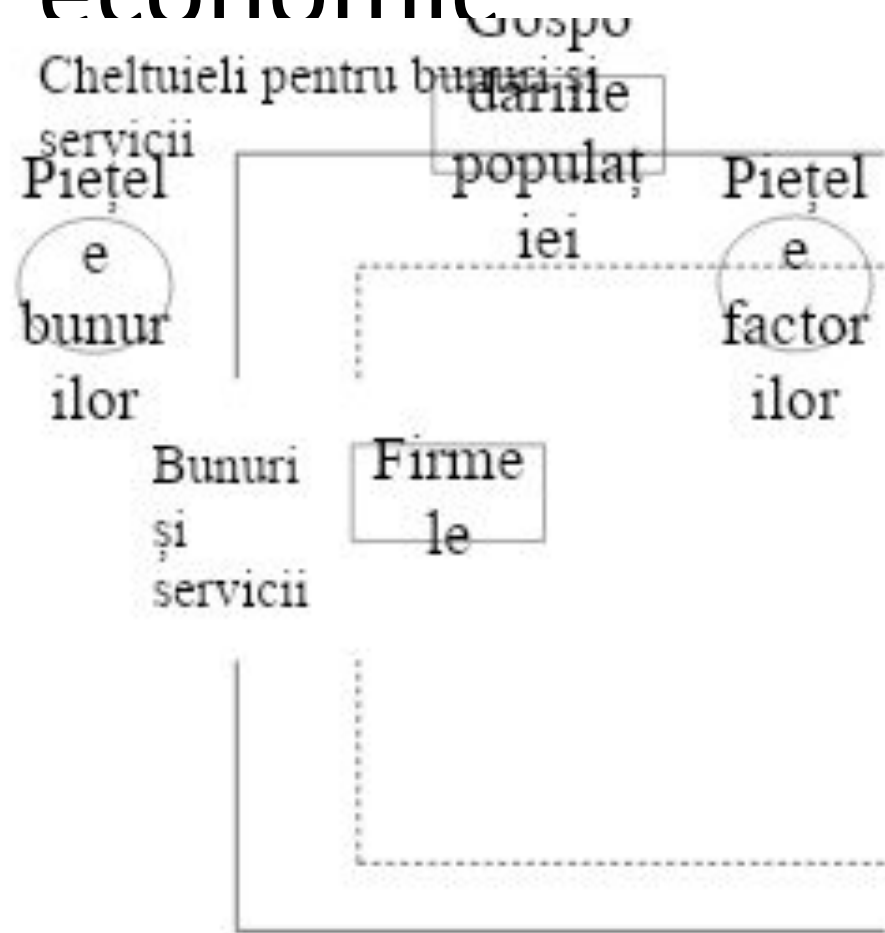 economic
Gospo
Cheltuieli pentru bunuri și
dăriile
servicii
populaț
iei
Piețel
e
bunur
ilor
Piețel
e
factor
ilor
Bunuri
și
servicii
Firme
le